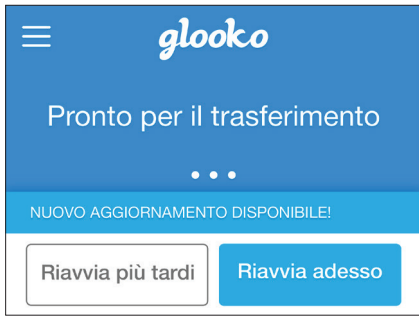 glooko
Pronto per il trasferimento
NUOVO AGGIORNAMENTO DISPONIBILE!
Riavvia più tardi
Riavvia adesso